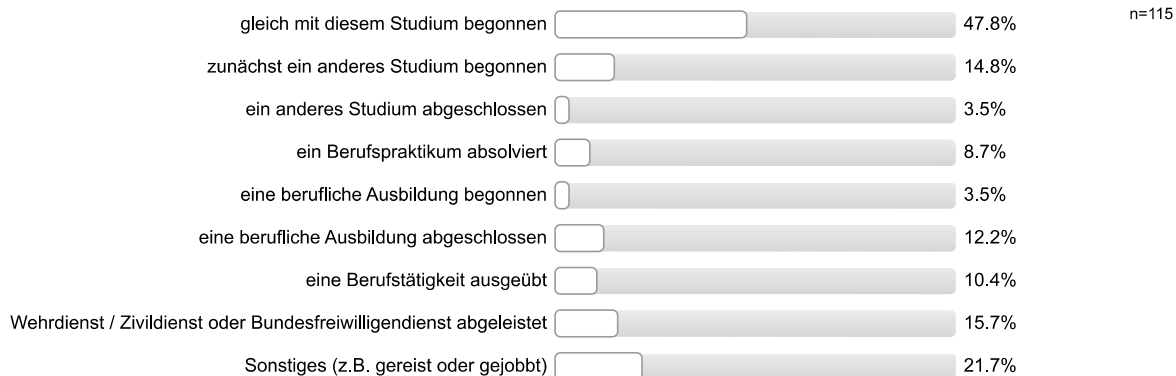 gleich mit diesem Studium begonnen 47.8% n=115
zunächst ein anderes Studium begonnen 14.8%
ein anderes Studium abgeschlossen 3.5%
ein Berufspraktikum absolviert 8.7%
eine berufliche Ausbildung begonnen 3.5%
eine berufliche Ausbildung abgeschlossen 12.2%
eine Berufstätigkeit ausgeübt 10.4%
Wehrdienst / Zivildienst oder Bundesfreiwilligendienst abgeleistet 15.7%
Sonstiges (z.B. gereist oder gejobbt) 21.7%